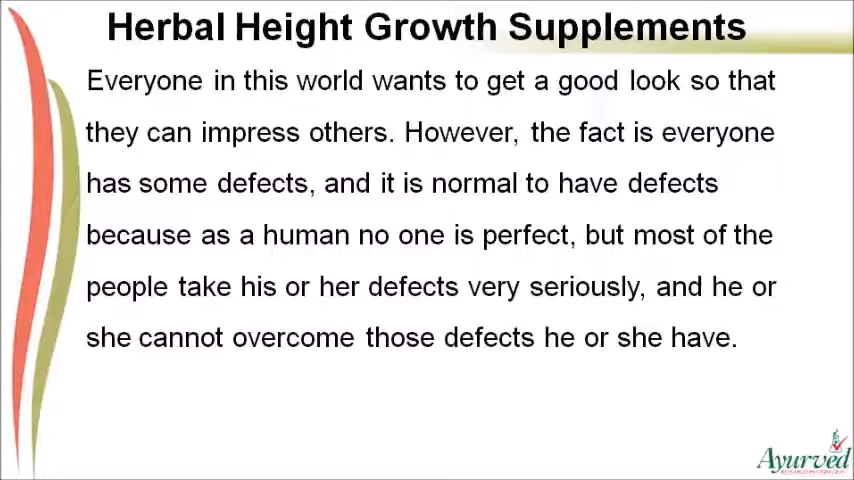 Herbal Height Growth Supplements
Everyone in this world wants to get a good look so that
they can impress others. However, the fact is everyone
has some defects, and it is normal to have defects
because as a human no one is perfect, but most of the
people take his or her defects very seriously, and he or
she cannot overcome those defects he or she have.
Ayurved